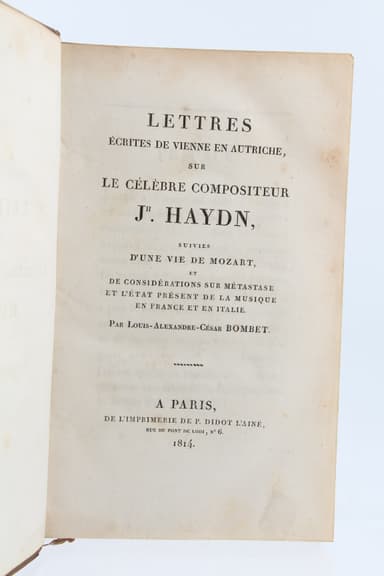 LETTRES
ÉCRITES DE VIENNE EN AUTRICHE,
SUR
LE CÉLÈBRE COMPOSITEUR
Jʰ. HAYDN,
SUIVIES
D'UNE VIE DE MOZART,
ET
DE CONSIDÉRATIONS SUR MÉTASTASE
ET L'ÉTAT PRÉSENT DE LA MUSIQUE
EN FRANCE ET EN ITALIE.
PAR LOUIS-ALEXANDRE-CÉSAR BOMBET.
A PARIS,
DE L'IMPRIMERIE DE P. DIDOT L'AINÉ,
RUE DU PONT DE LODI, Nº 6.
1814.